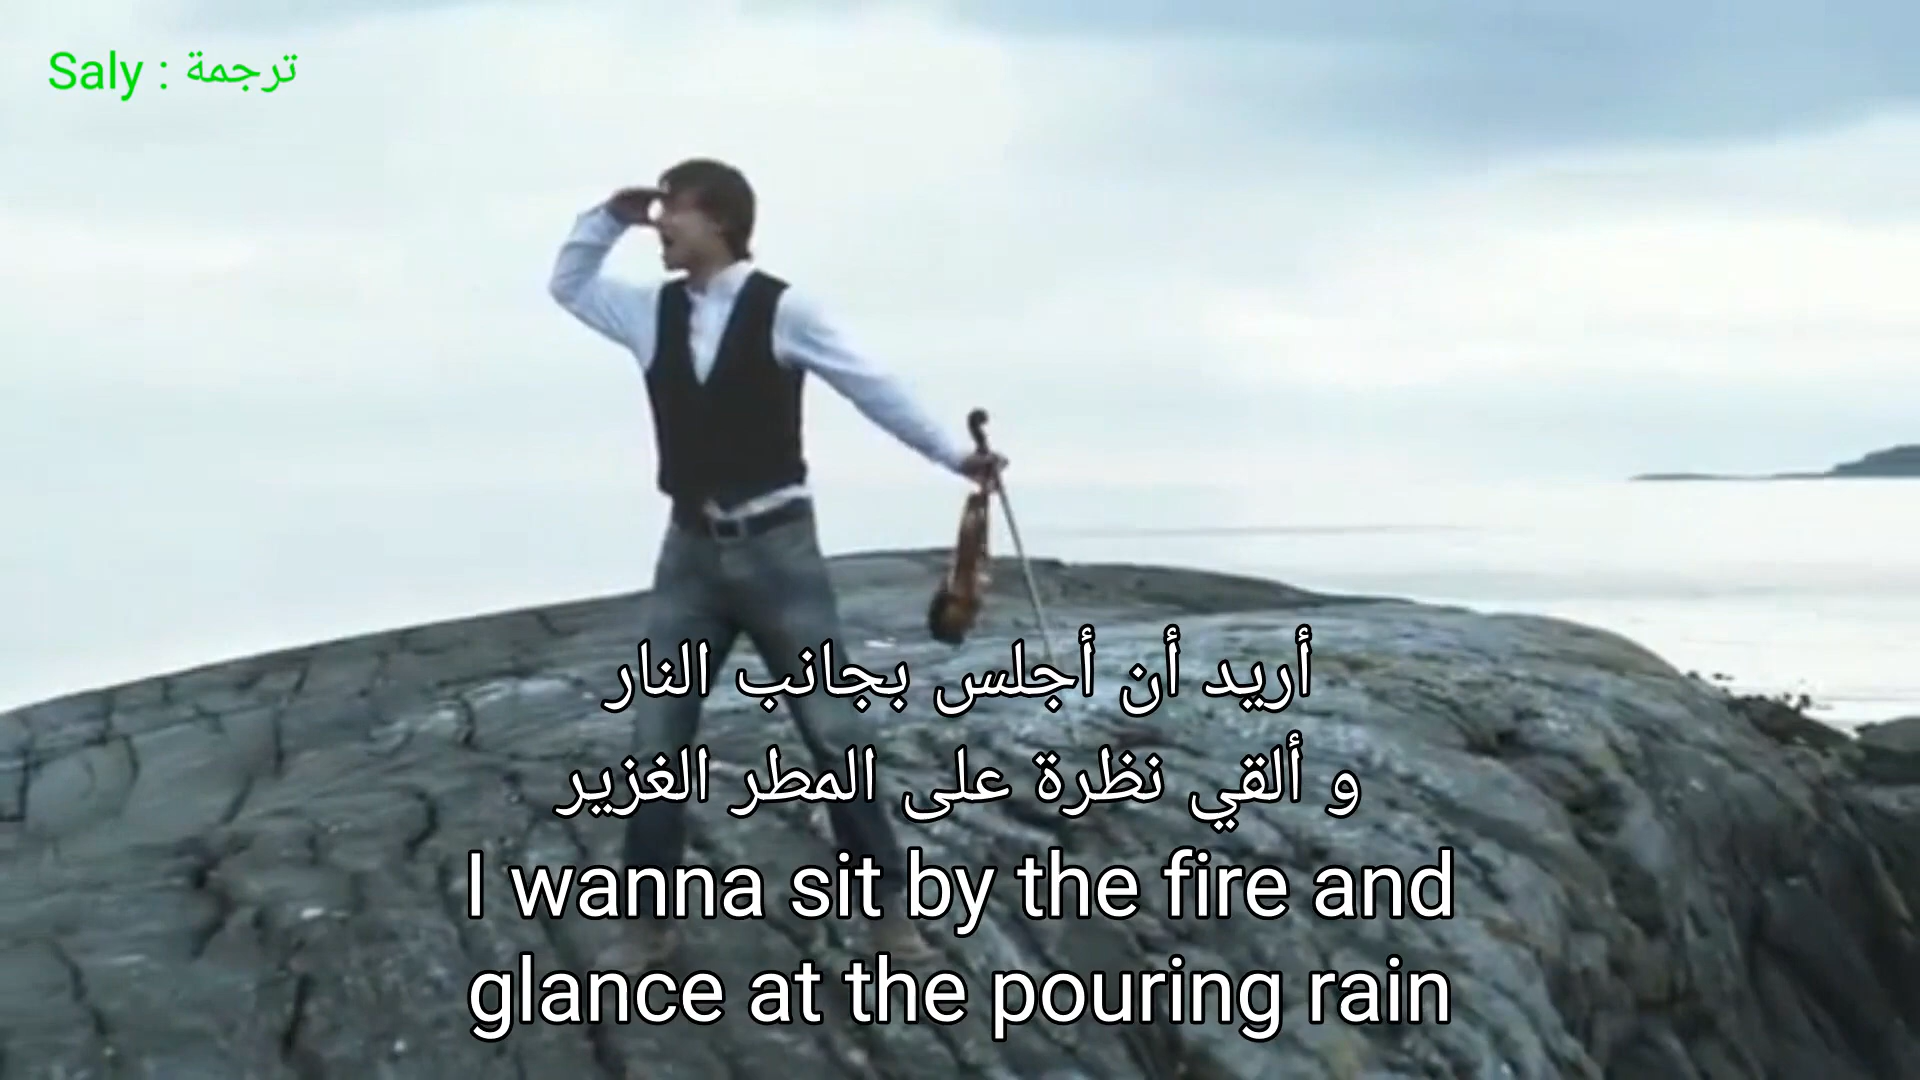 Saly : ترجمة
أريد أن أجلس بجانب النار
و ألقي نظرة على المطر الغزير
I wanna sit by the fire and
glance at the pouring rain